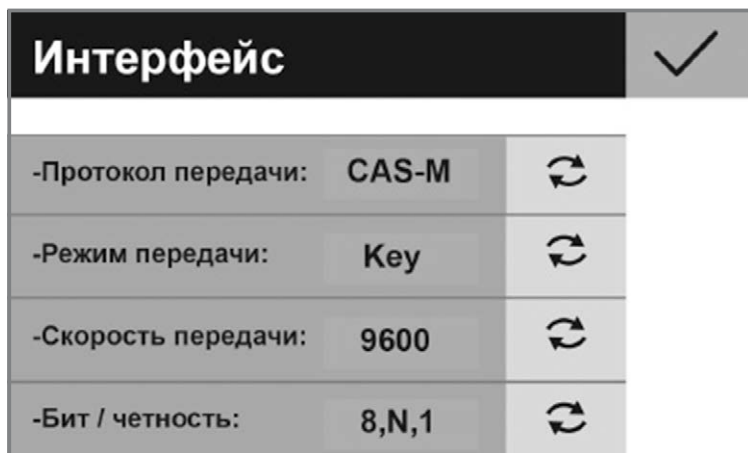 Интерфейс
-Протокол передачи: CAS-M
-Режим передачи: Key
-Скорость передачи: 9600
-Бит / четность: 8,N,1